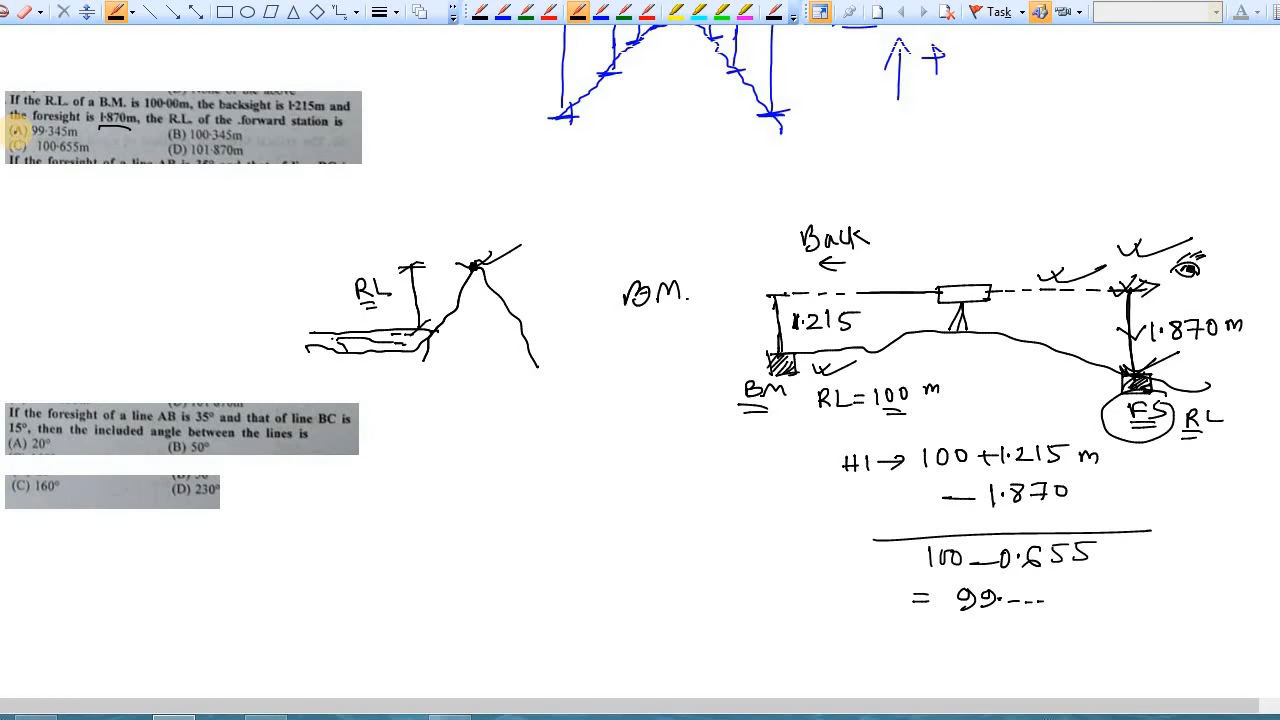 Task
A
+
If the R.L. of a B.M. is 100·00m, the backsight is 1·215m and
the foresight is 1·870m, the R.L. of the .forward station is
(A) 99·345m (B) 100·345m
(C) 100·655m (D) 101·870m
Back
RL
BM.
1.215
1.870 m
BM RL = 100 m
FS RL
If the foresight of a line AB is 35° and that of line BC is
15°, then the included angle between the lines is
(A) 20° (B) 50°
(C) 160° (D) 230°
HI → 100 + 1.215 m
— 1.870
100 — 0.655
= 99. ---